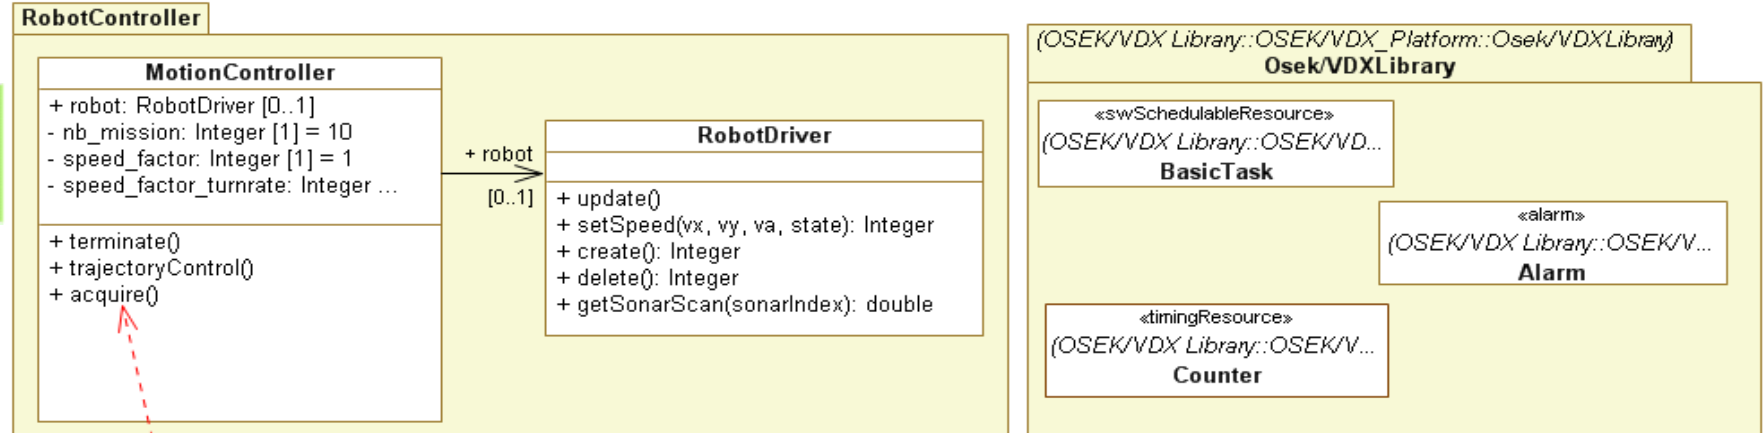 RobotController
MotionController
+ robot: RobotDriver [0..1]
- nb_mission: Integer [1] = 10
- speed_factor: Integer [1] = 1
- speed_factor_turnrate: Integer ...
+ terminate()
+ trajectoryControl()
+ acquire()
+ robot
[0..1]
RobotDriver
+ update()
+ setSpeed(vx, vy, va, state): Integer
+ create(): Integer
+ delete(): Integer
+ getSonarScan(sonarIndex): double
(OSEK/VDX Library::OSEK/VDX_Platform::Osek/VDXLibrary)
Osek/VDXLibrary
«swSchedulableResource»
(OSEK/VDX Library::OSEK/VD...
BasicTask
«alarm»
(OSEK/VDX Library::OSEK/V...
Alarm
«timingResource»
(OSEK/VDX Library::OSEK/V...
Counter